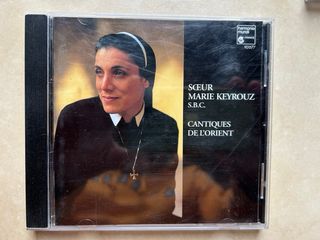 harmonia
mundi
SŒUR
MARIE KEYROUZ
S.B.C.
CANTIQUES
DE L'ORIENT